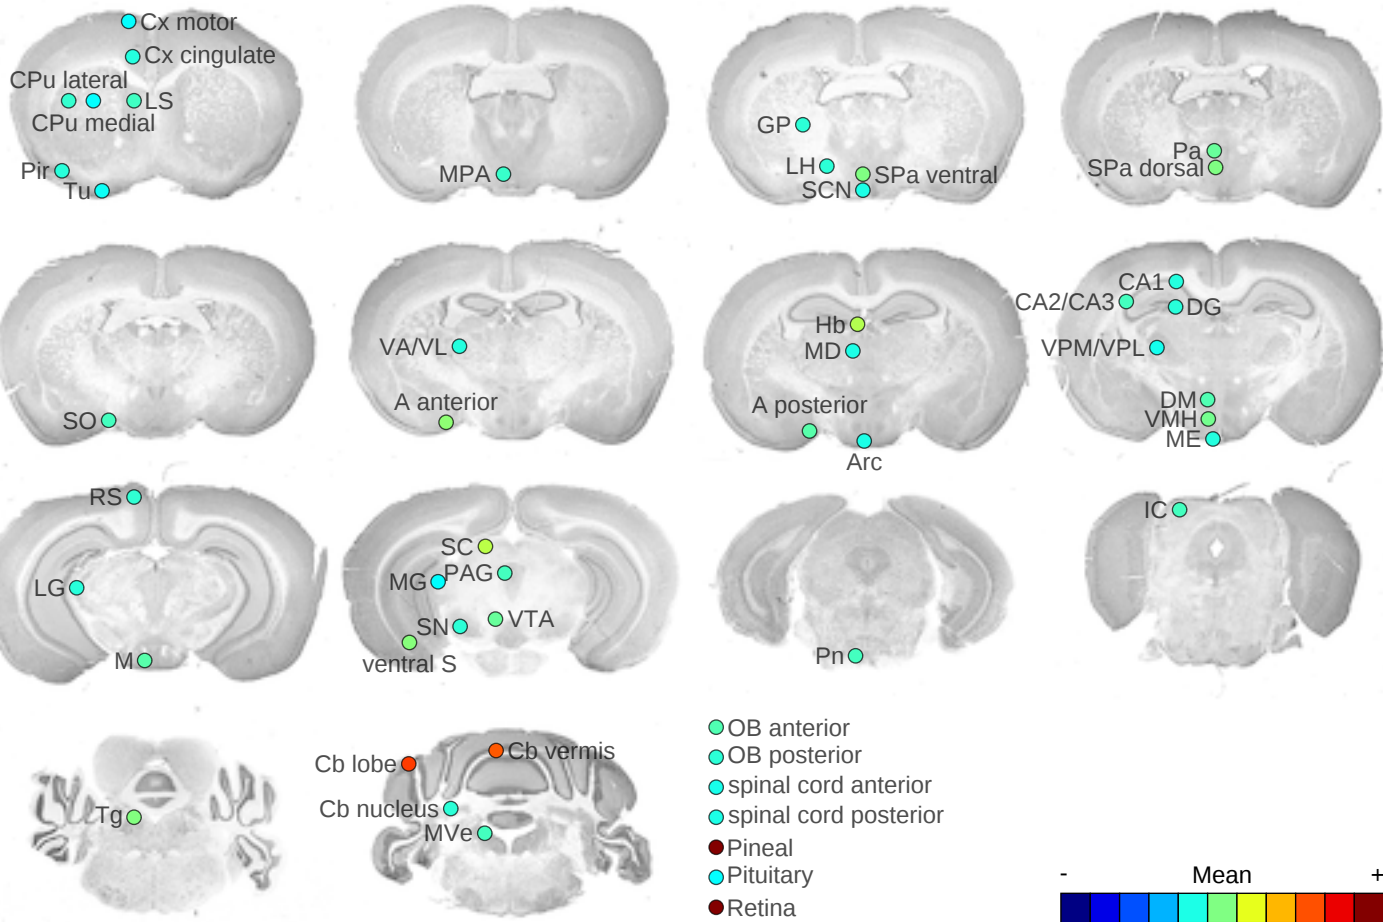 Cx motor
Cx cingulate
CPu lateral
LS
CPu medial
Pir
Tu
MPA
GP
LH
SPa ventral
SCN
Pa
SPa dorsal
SO
VA/VL
A anterior
Hb
MD
A posterior
Arc
CA1
CA2/CA3
DG
VPM/VPL
DM
VMH
ME
RS
LG
M
SC
PAG
MG
SN
VTA
ventral S
Pn
IC
Tg
Cb lobe
Cb vermis
Cb nucleus
MVe
OB anterior
OB posterior
spinal cord anterior
spinal cord posterior
Pineal
Pituitary
Retina
- Mean +